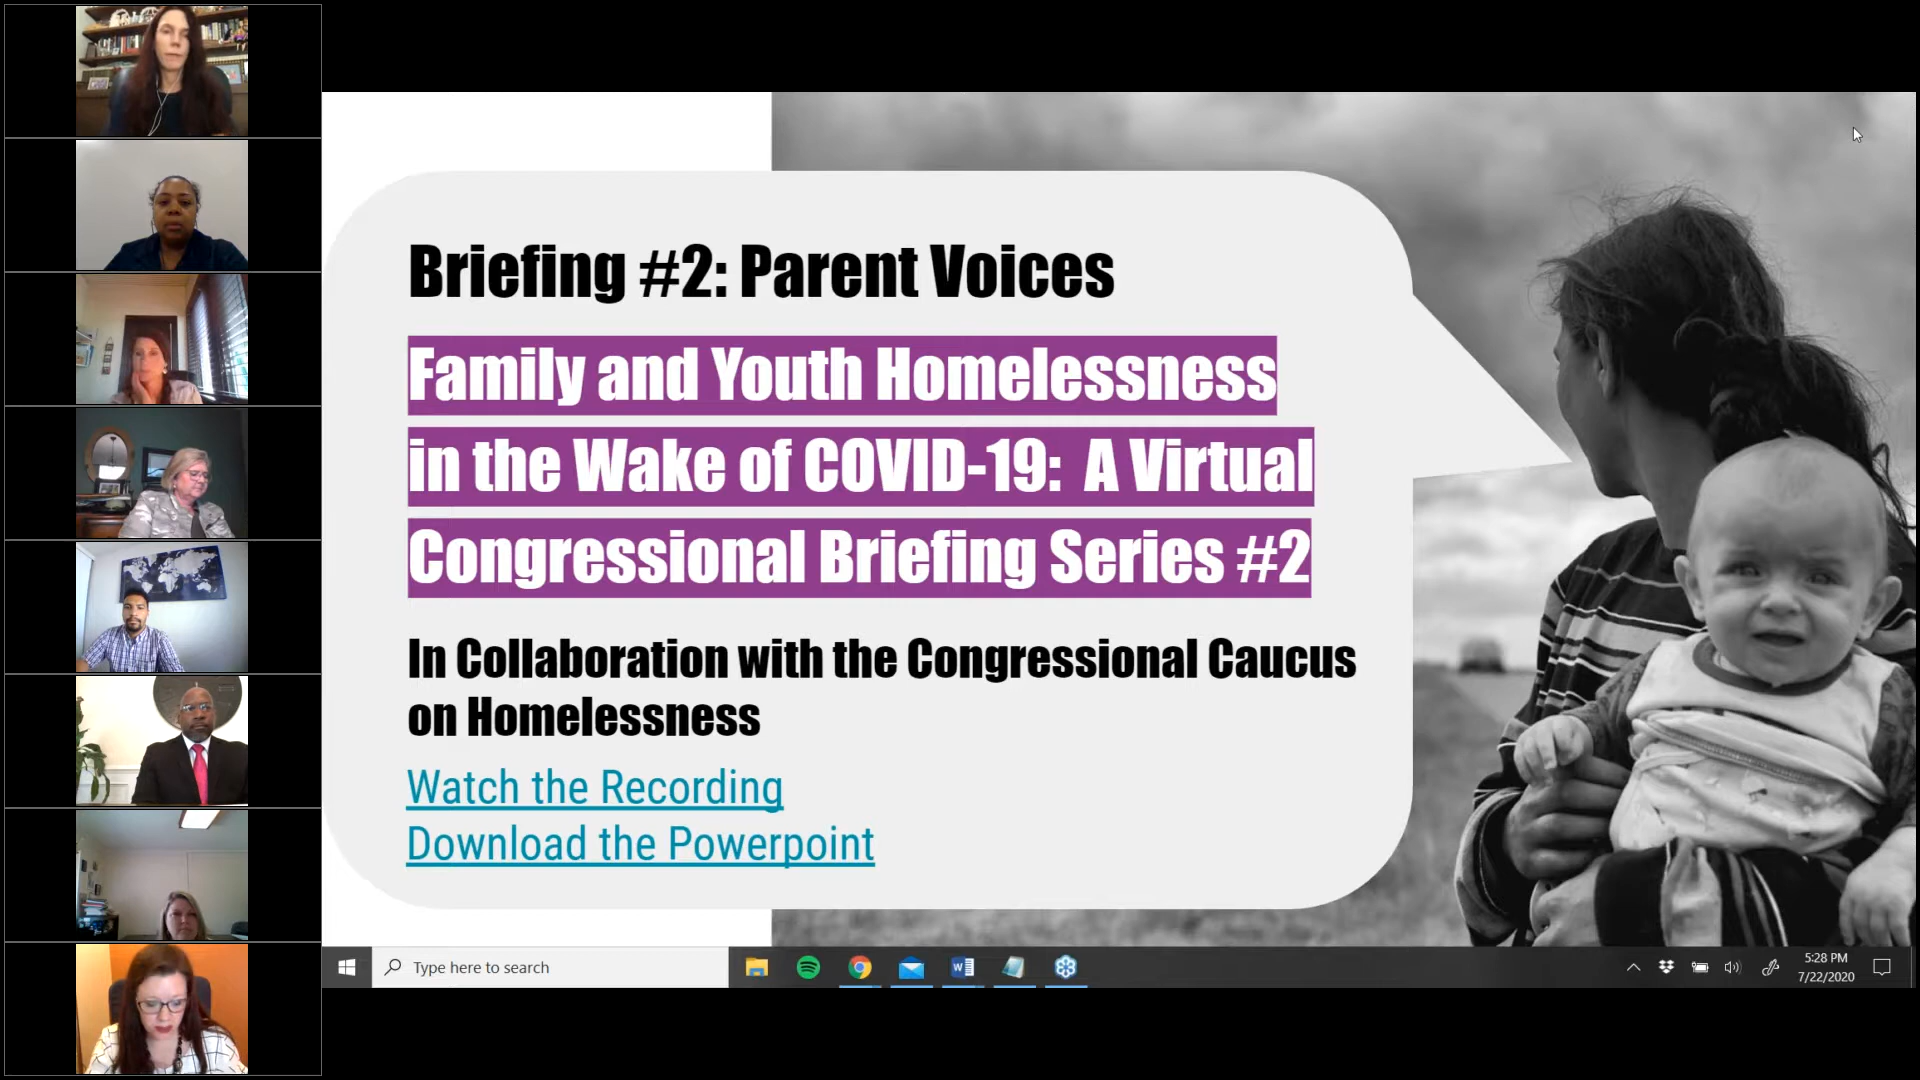 Briefing #2: Parent Voices
Family and Youth Homelessness
in the Wake of COVID-19: A Virtual
Congressional Briefing Series #2
In Collaboration with the Congressional Caucus
on Homelessness
Watch the Recording
Download the Powerpoint
Type here to search
5:28 PM
7/22/2020